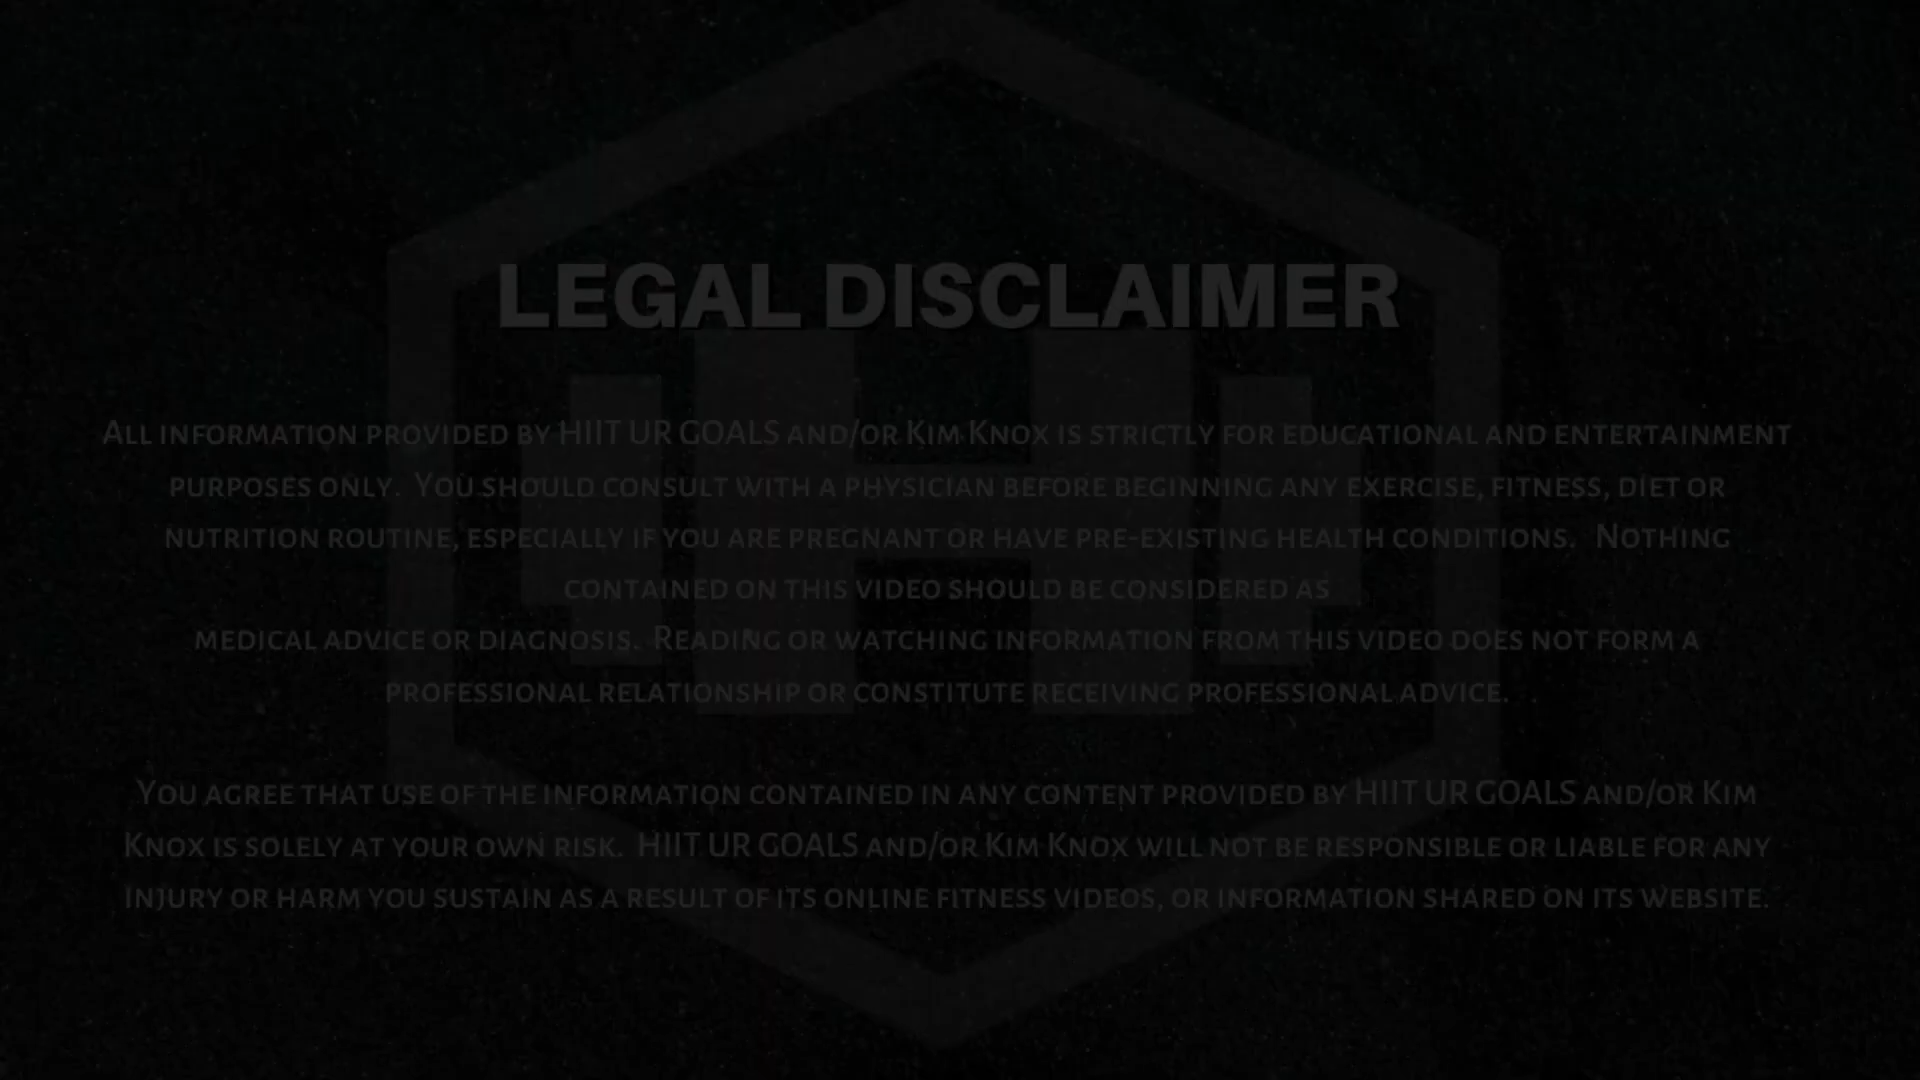 LEGAL DISCLAIMER
All information provided by HIIT UR GOALS and/or Kim Knox is strictly for educational and entertainment
purposes only. You should consult with a physician before beginning any exercise, fitness, diet or
nutrition routine, especially if you are pregnant or have pre-existing health conditions. Nothing
contained on this video should be considered as
medical advice or diagnosis. Reading or watching information from this video does not form a
professional relationship or constitute receiving professional advice.
You agree that use of the information contained in any content provided by HIIT UR GOALS and/or Kim
Knox is solely at your own risk. HIIT UR GOALS and/or Kim Knox will not be responsible or liable for any
injury or harm you sustain as a result of its online fitness videos, or information shared on its website.